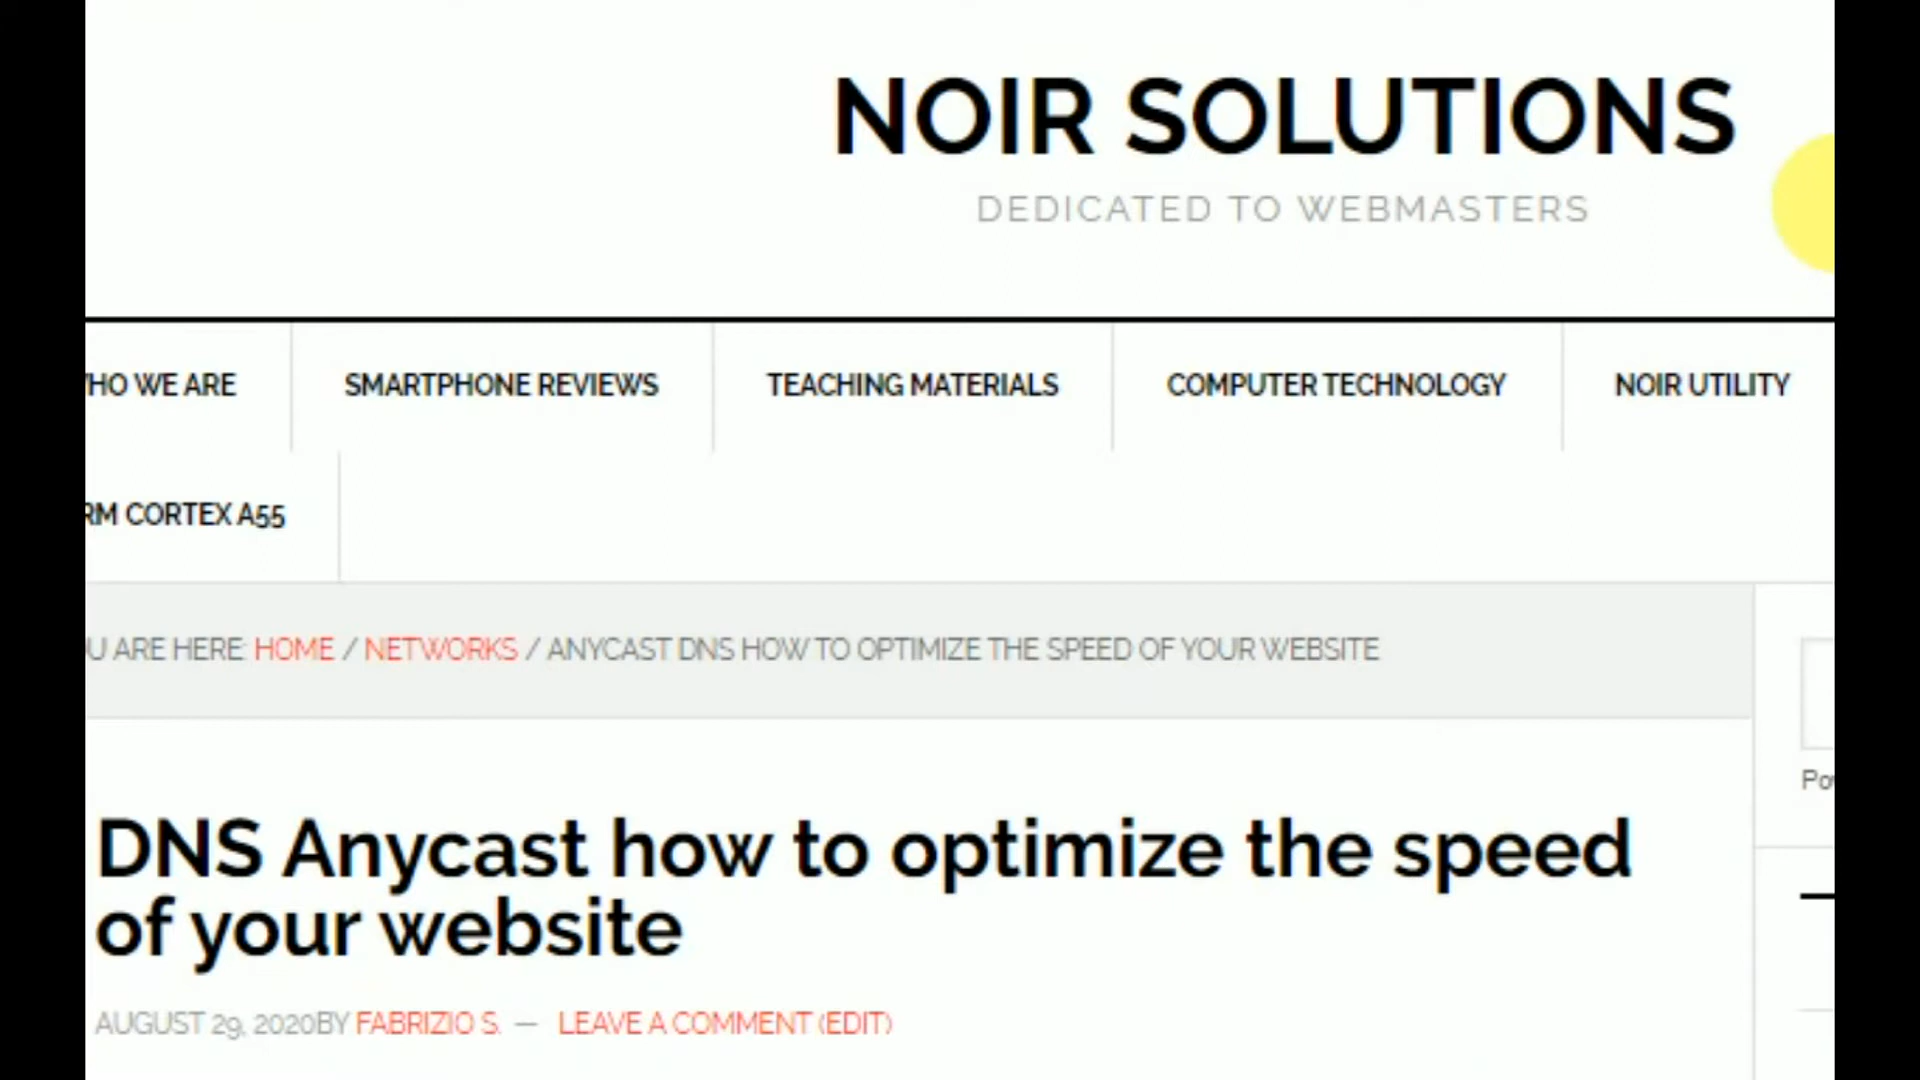 NOIR SOLUTIONS
DEDICATED TO WEBMASTERS
HO WE ARE SMARTPHONE REVIEWS TEACHING MATERIALS COMPUTER TECHNOLOGY NOIR UTILITY
RM CORTEX A55
U ARE HERE: HOME / NETWORKS / ANYCAST DNS HOW TO OPTIMIZE THE SPEED OF YOUR WEBSITE
DNS Anycast how to optimize the speed
of your website
AUGUST 29, 2020BY FABRIZIO S. — LEAVE A COMMENT (EDIT)